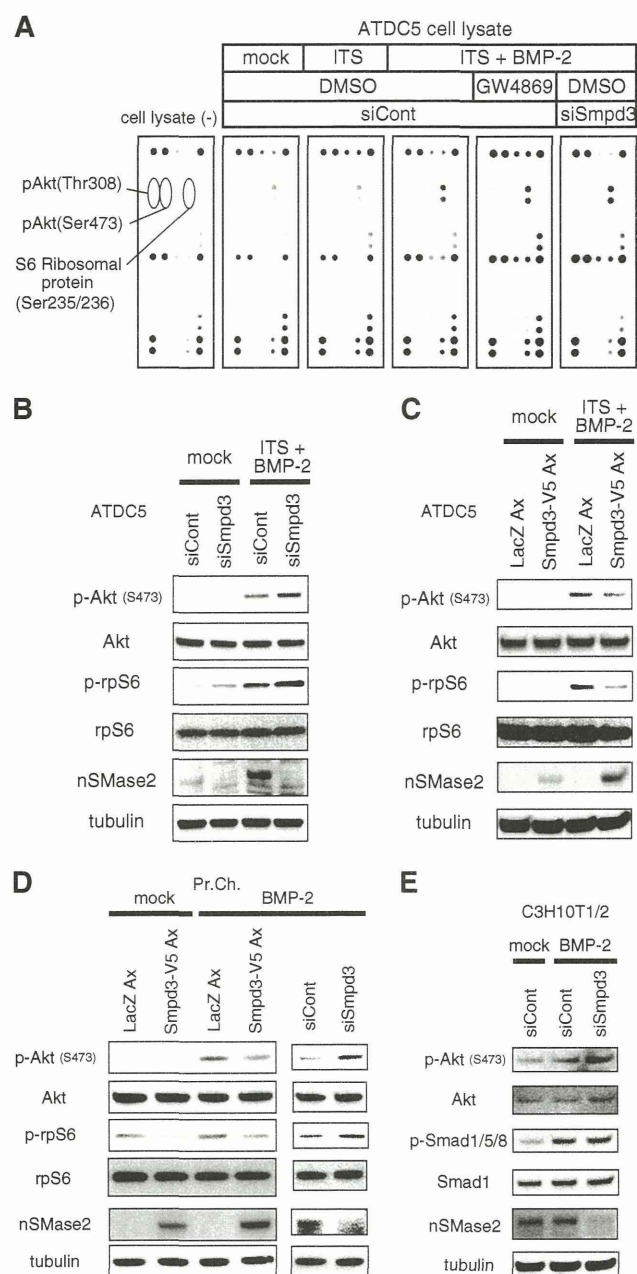 A
ATDC5 cell lysate
mock ITS ITS + BMP-2
DMSO GW4869 DMSO
cell lysate (-) siCont siSmpd3
pAkt(Thr308)
pAkt(Ser473)
S6 Ribosomal
protein
(Ser235/236)
B
mock ITS +
BMP-2
ATDC5 siCont siSmpd3 siCont siSmpd3
p-Akt (S473)
Akt
p-rpS6
rpS6
nSMase2
tubulin
C
mock ITS +
BMP-2
ATDC5 LacZ Ax Smpd3-V5 Ax LacZ Ax Smpd3-V5 Ax
p-Akt (S473)
Akt
p-rpS6
rpS6
nSMase2
tubulin
D
Pr.Ch.
mock BMP-2
LacZ Ax Smpd3-V5 Ax LacZ Ax Smpd3-V5 Ax siCont siSmpd3
p-Akt (S473)
Akt
p-rpS6
rpS6
nSMase2
tubulin
E
C3H10T1/2
mock BMP-2
siCont siCont siSmpd3
p-Akt (S473)
Akt
p-Smad1/5/8
Smad1
nSMase2
tubulin